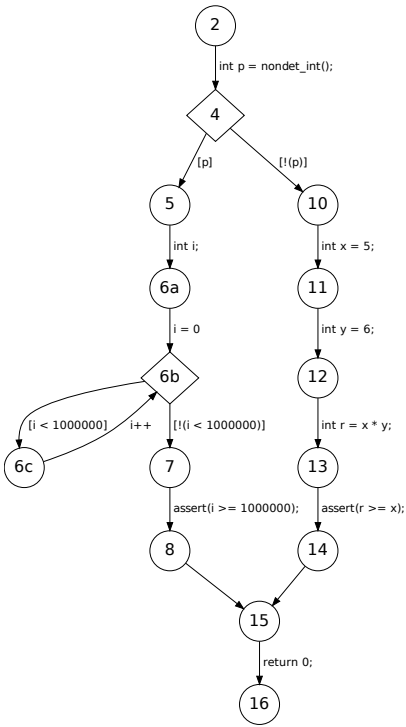 2
int p = nondet_int();
4
[p]
[!(p)]
5
10
int i;
int x = 5;
6a
11
i = 0
int y = 6;
6b
12
[i < 1000000]
i++
[!(i < 1000000)]
int r = x * y;
6c
7
13
assert(i >= 1000000);
assert(r >= x);
8
14
15
return 0;
16